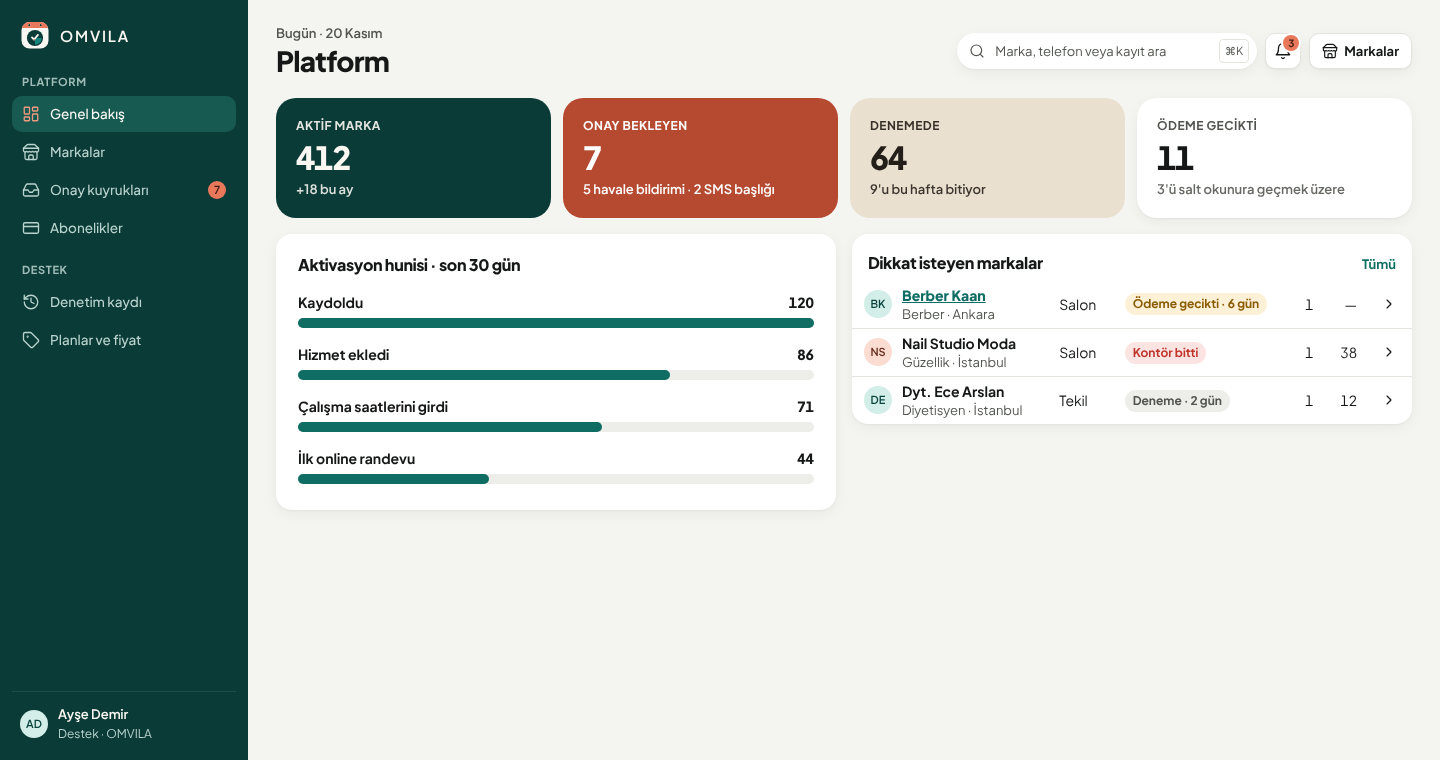 OMVILA
PLATFORM
Genel bakış
Markalar
Onay kuyrukları 7
Abonelikler
DESTEK
Denetim kaydı
Planlar ve fiyat
AD
Ayşe Demir
Destek · OMVILA
Bugün · 20 Kasım
Platform
Marka, telefon veya kayıt ara ⌘K
3
Markalar
AKTİF MARKA
412
+18 bu ay
ONAY BEKLEYEN
7
5 havale bildirimi · 2 SMS başlığı
DENEMEDE
64
9'u bu hafta bitiyor
ÖDEME GECİKTİ
11
3'ü salt okunura geçmek üzere
Aktivasyon hunisi · son 30 gün
Kaydoldu 120
Hizmet ekledi 86
Çalışma saatlerini girdi 71
İlk online randevu 44
Dikkat isteyen markalar Tümü
BK Berber Kaan
Berber · Ankara
Salon Ödeme gecikti · 6 gün 1 —
NS Nail Studio Moda
Güzellik · İstanbul
Salon Kontör bitti 1 38
DE Dyt. Ece Arslan
Diyetisyen · İstanbul
Tekil Deneme · 2 gün 1 12